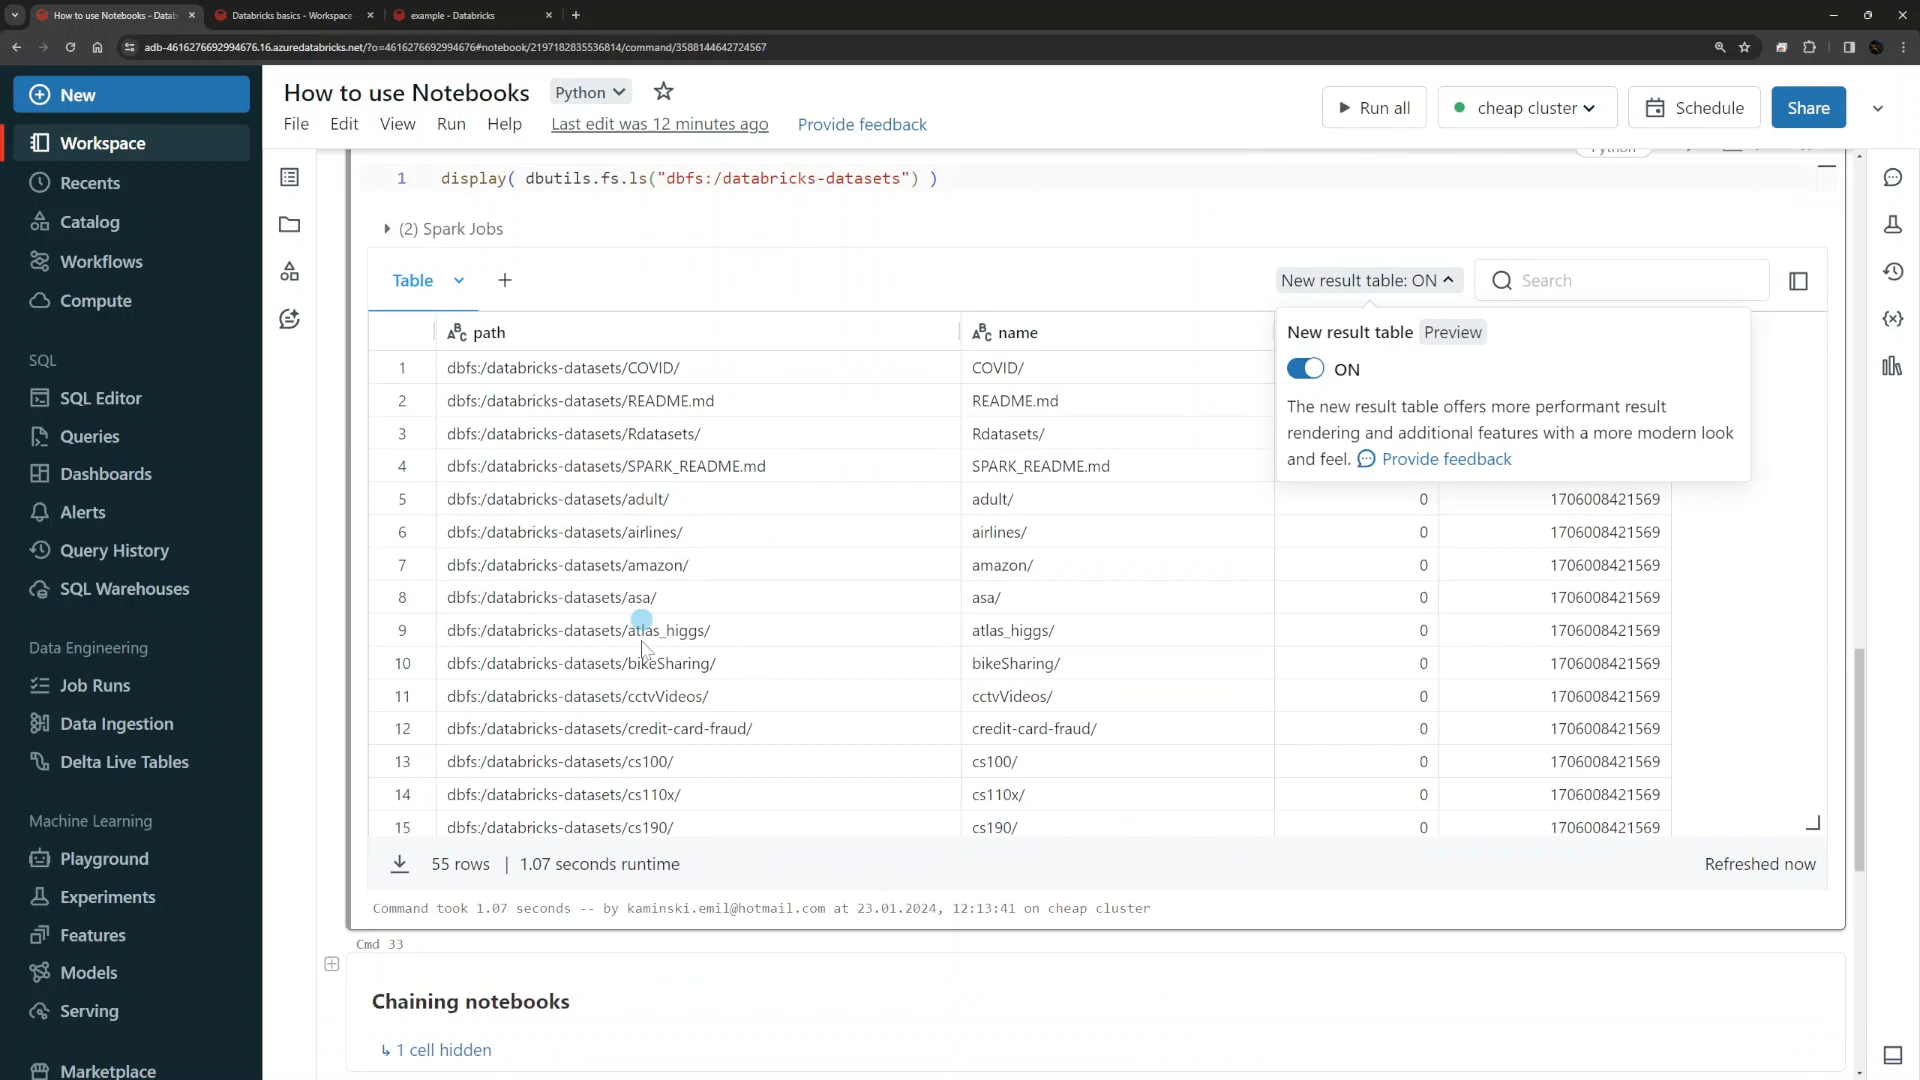 How to use Notebooks - Datab
Databricks basics - Workspace
example - Databricks
adb-4616276692994676.16.azuredatabricks.net/?o=4616276692994676#notebook/2197182835536814/command/3588144642724567
New
Workspace
Recents
Catalog
Workflows
Compute
SQL
SQL Editor
Queries
Dashboards
Alerts
Query History
SQL Warehouses
Data Engineering
Job Runs
Data Ingestion
Delta Live Tables
Machine Learning
Playground
Experiments
Features
Models
Serving
Marketplace
How to use Notebooks Python
File Edit View Run Help Last edit was 12 minutes ago Provide feedback
Run all cheap cluster Schedule Share
1 display( dbutils.fs.ls("dbfs:/databricks-datasets") )
(2) Spark Jobs
Table + New result table: ON Search
path name
New result table Preview
ON
The new result table offers more performant result
rendering and additional features with a more modern look
and feel. Provide feedback
1 dbfs:/databricks-datasets/COVID/ COVID/
2 dbfs:/databricks-datasets/README.md README.md
3 dbfs:/databricks-datasets/Rdatasets/ Rdatasets/
4 dbfs:/databricks-datasets/SPARK_README.md SPARK_README.md
5 dbfs:/databricks-datasets/adult/ adult/ 0 1706008421569
6 dbfs:/databricks-datasets/airlines/ airlines/ 0 1706008421569
7 dbfs:/databricks-datasets/amazon/ amazon/ 0 1706008421569
8 dbfs:/databricks-datasets/asa/ asa/ 0 1706008421569
9 dbfs:/databricks-datasets/atlas_higgs/ atlas_higgs/ 0 1706008421569
10 dbfs:/databricks-datasets/bikeSharing/ bikeSharing/ 0 1706008421569
11 dbfs:/databricks-datasets/cctvVideos/ cctvVideos/ 0 1706008421569
12 dbfs:/databricks-datasets/credit-card-fraud/ credit-card-fraud/ 0 1706008421569
13 dbfs:/databricks-datasets/cs100/ cs100/ 0 1706008421569
14 dbfs:/databricks-datasets/cs110x/ cs110x/ 0 1706008421569
15 dbfs:/databricks-datasets/cs190/ cs190/ 0 1706008421569
55 rows | 1.07 seconds runtime Refreshed now
Command took 1.07 seconds -- by kaminski.emil@hotmail.com at 23.01.2024, 12:13:41 on cheap cluster
Cmd 33
Chaining notebooks
1 cell hidden